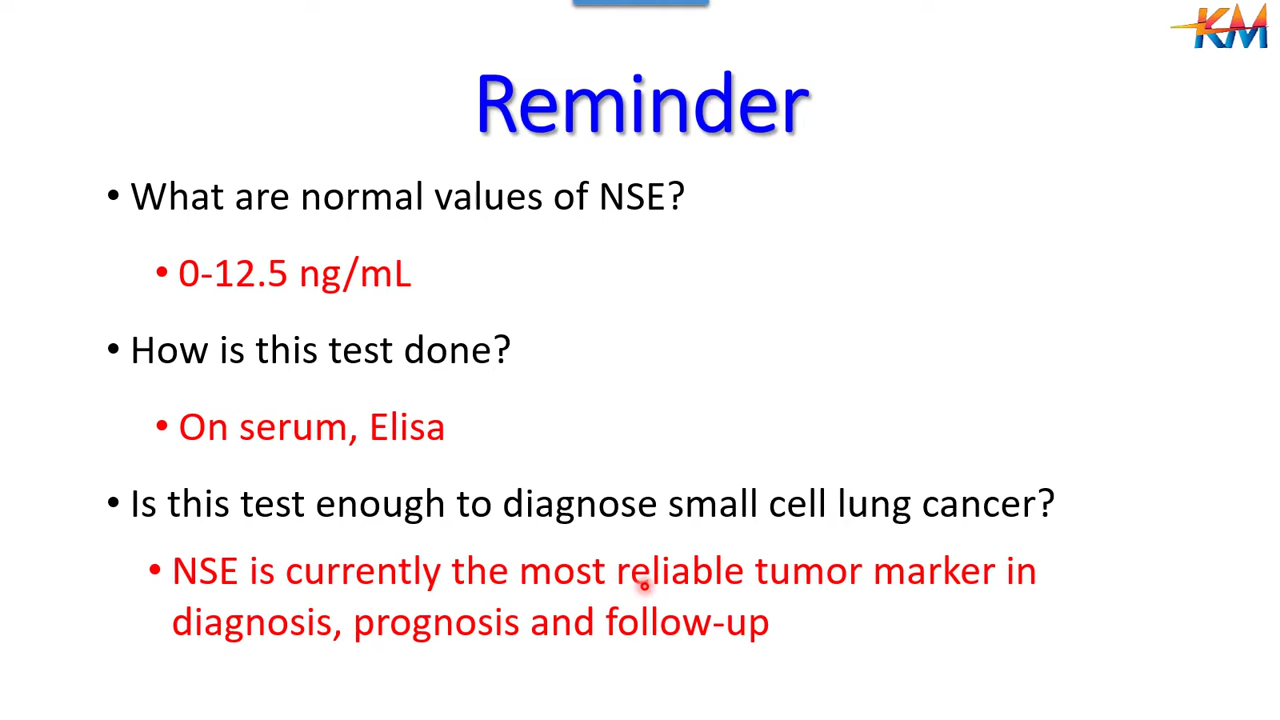 KM
Reminder
• What are normal values of NSE?
• 0-12.5 ng/mL
• How is this test done?
• On serum, Elisa
• Is this test enough to diagnose small cell lung cancer?
• NSE is currently the most reliable tumor marker in
diagnosis, prognosis and follow-up